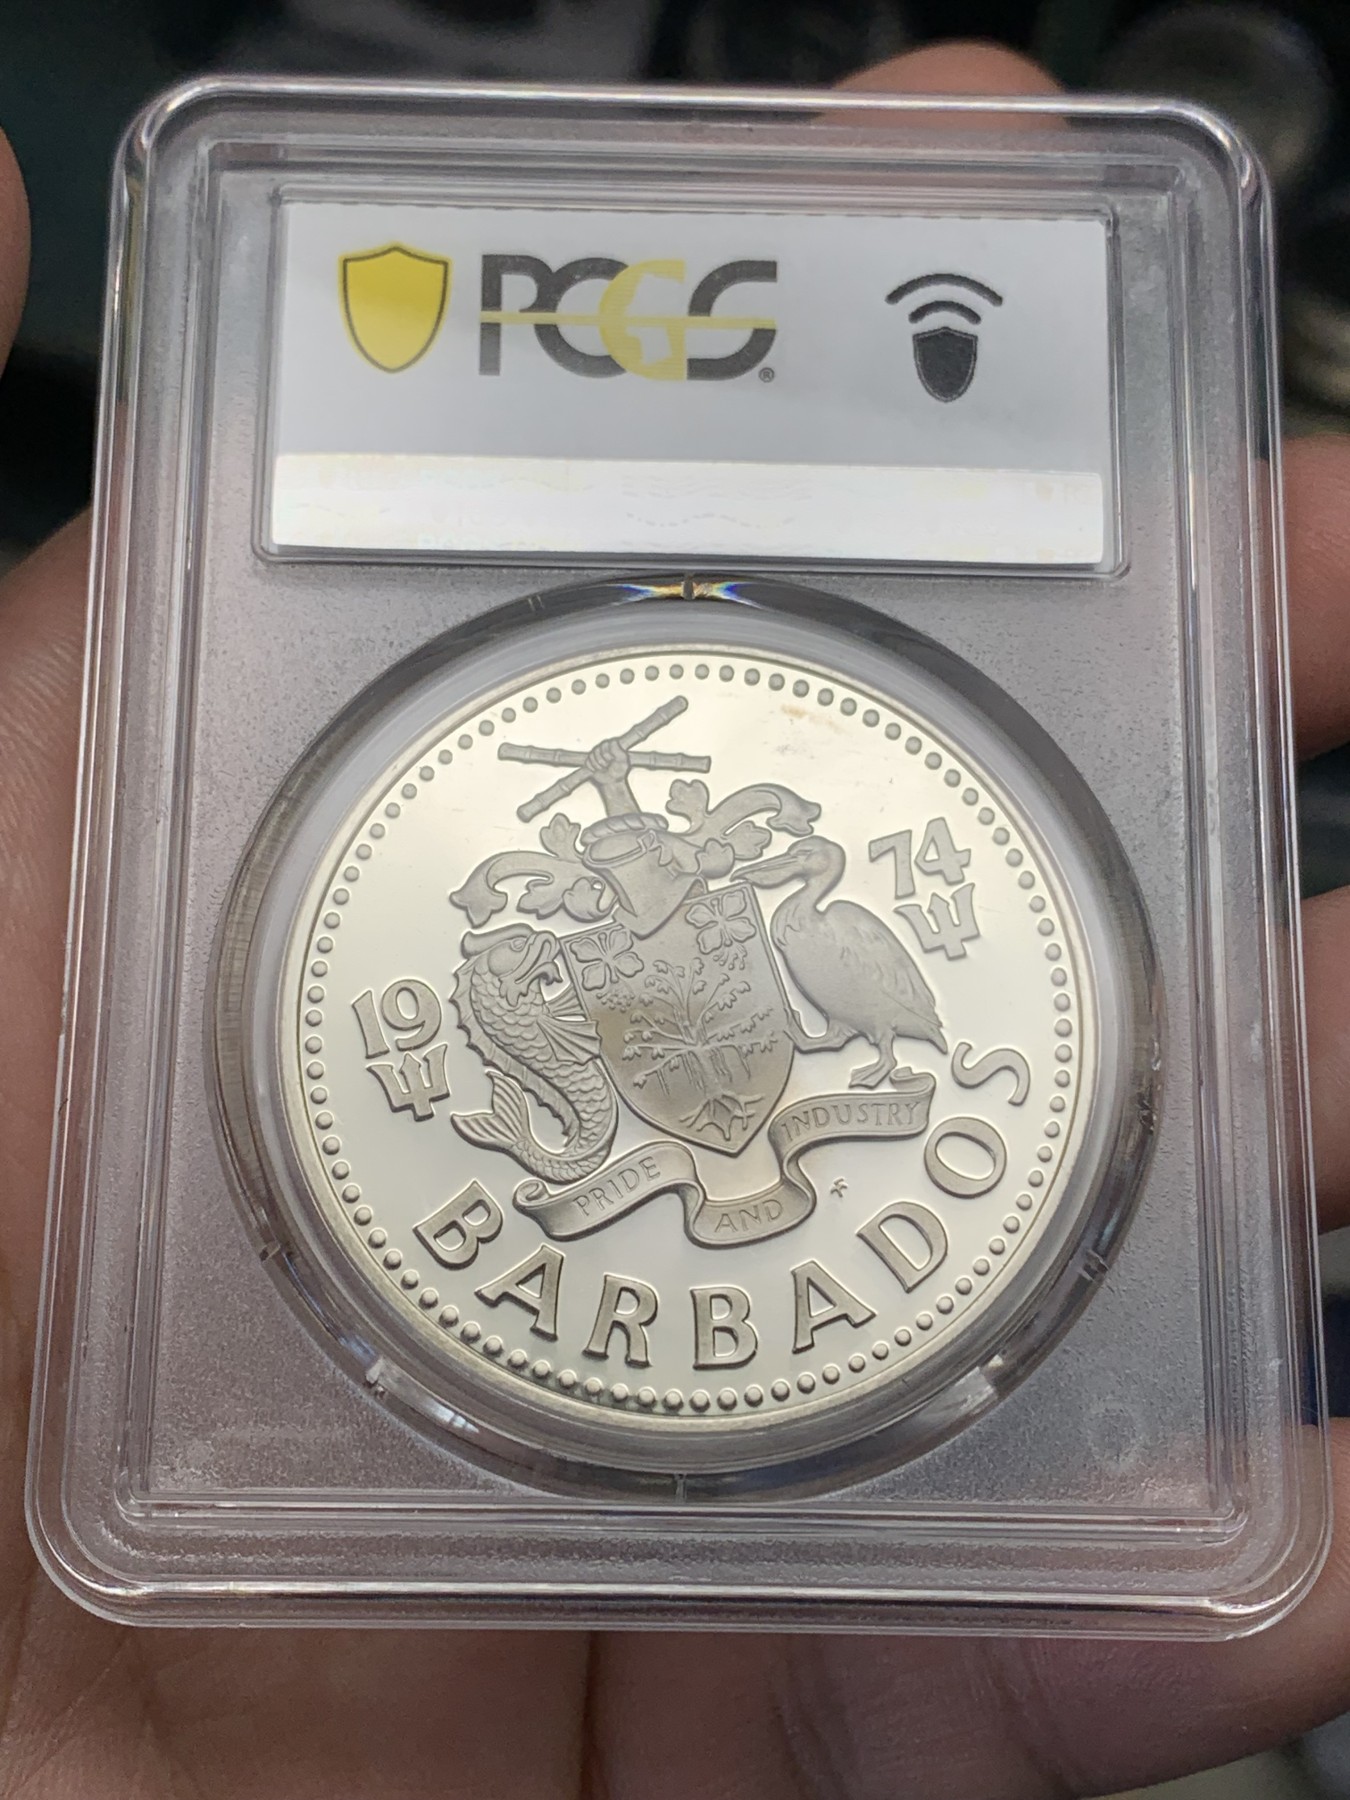 PCGS®
19 74
PRIDE AND INDUSTRY
BARBADOS